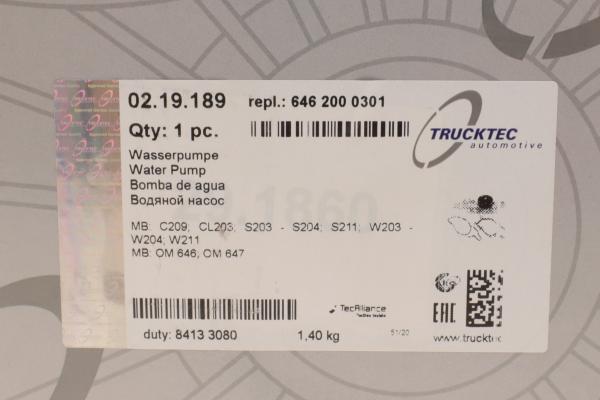 02.19.189 repl.: 646 200 0301
Qty: 1 pc.
TRUCKTEC
automotive
Wasserpumpe
Water Pump
Bomba de agua
Водяной насос
MB: C209; CL203; S203 - S204; S211; W203 -
W204; W211
MB: OM 646; OM 647
TecAlliance
EAC
duty: 8413 3080 1,40 kg 51/20 www.trucktec